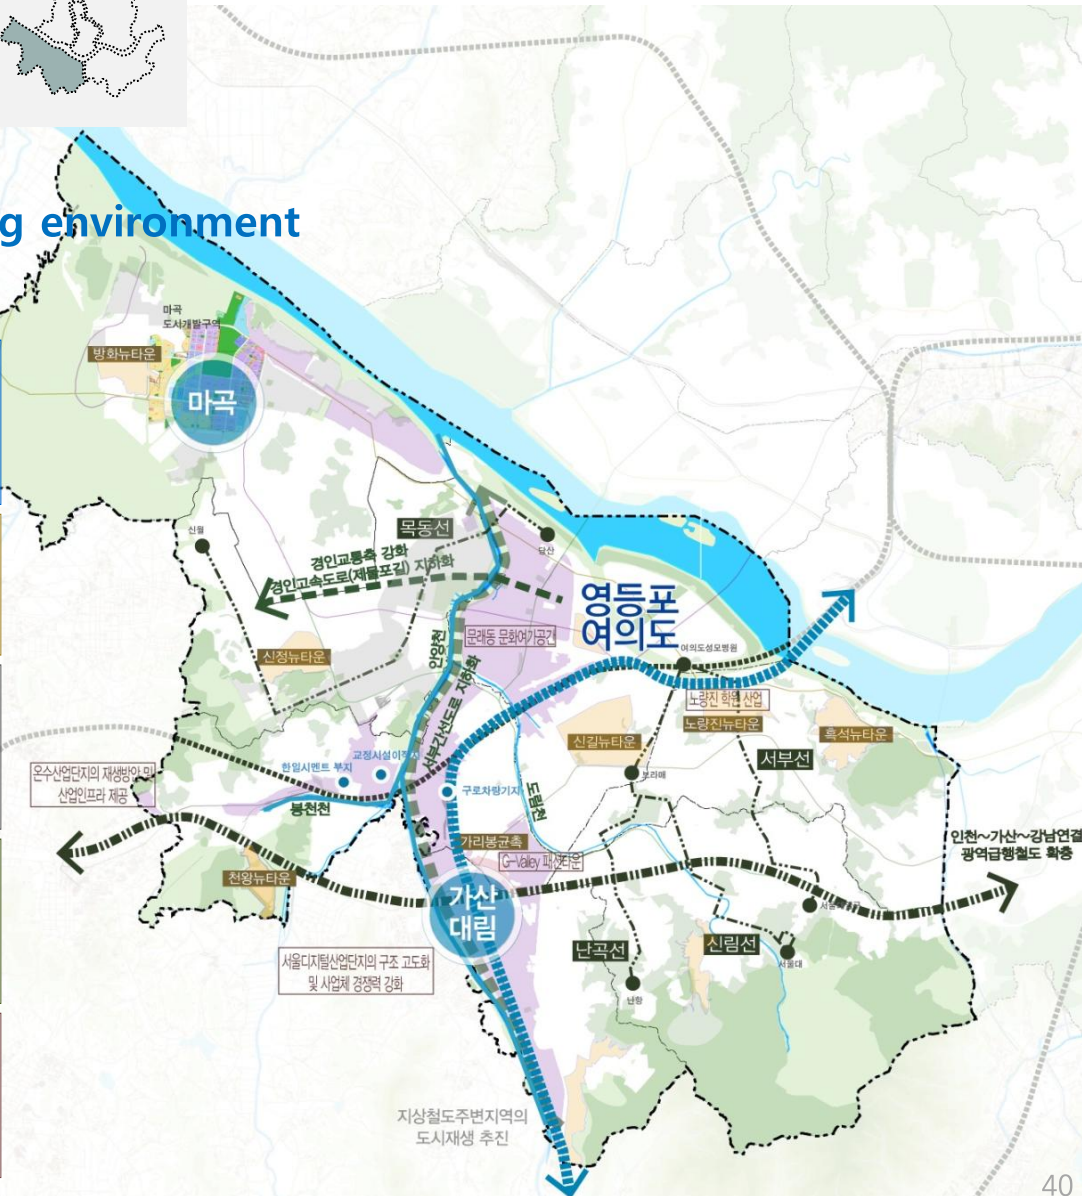 g environment
마곡
도시개발구역
방화뉴타운
마곡
신월
목동선
당산
경인교통축 강화
경인고속도로(제물포길) 지하화
영등포
여의도
여의도성모병원
안양천
문래동 문화여가공간
서부간선도로 지하화
신정뉴타운
노량진 학원 산업
노량진뉴타운
흑석뉴타운
신길뉴타운
서부선
보라매
교정시설이적지
한일시멘트 부지
온수산업단지의 재생방안 및
산업인프라 제공
구로차량기지
도림천
봉천천
가리봉균촉
G-Valley 패션타운
인천~가산~강남연결
광역급행철도 확충
천왕뉴타운
가산
대림
난곡선
신림선
서울대
난향
서울디지털산업단지의 구조 고도화
및 사업체 경쟁력 강화
지상철도주변지역의
도시재생 추진
40